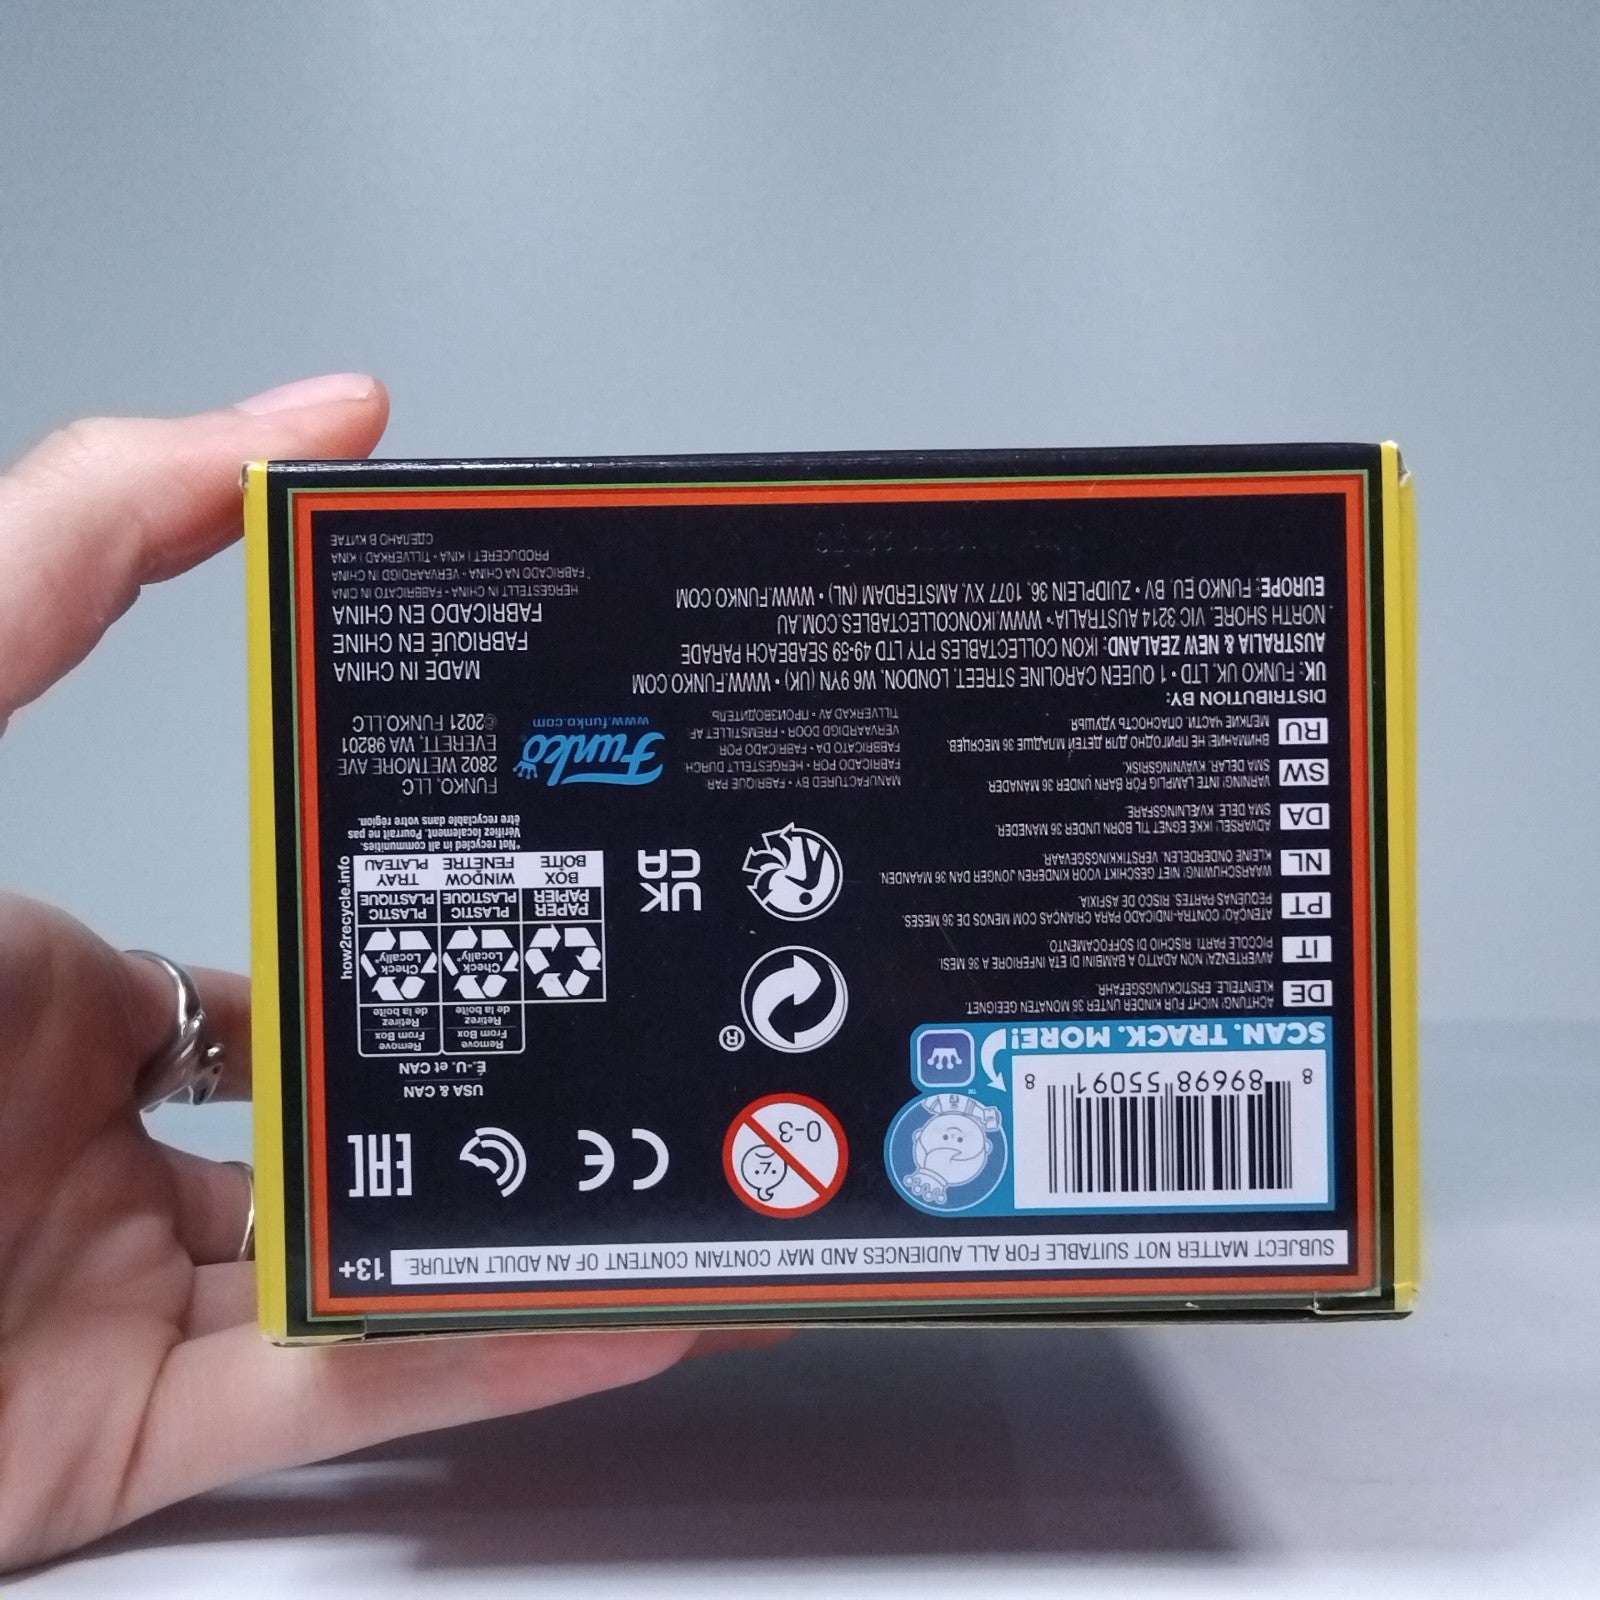 SUBJECT MATTER NOT SUITABLE FOR ALL AUDIENCES AND MAY CONTAIN CONTENT OF AN ADULT NATURE. 13+
8 89698 55091 8
SCAN. TRACK. MORE!
™
0-3
CE
EAC
USA & CAN
É.-U. et CAN
Remove
From Box
Retirez
de la boîte
Remove
From Box
Retirez
de la boîte
Check
Locally*
Check
Locally*
PAPER
PAPIER
PLASTIC
PLASTIQUE
PLASTIC
PLASTIQUE
BOX
BOÎTE
WINDOW
FENÊTRE
TRAY
PLATEAU
how2recycle.info
*Not recycled in all communities.
Vérifiez localement. Pourrait ne pas
être recyclable dans votre région.
®
UK
CA
DE ACHTUNG! NICHT FÜR KINDER UNTER 36 MONATEN GEEIGNET.
KLEINTEILE. ERSTICKUNGSGEFAHR.
IT AVVERTENZA! NON ADATTO A BAMBINI DI ETÀ INFERIORE A 36 MESI.
PICCOLE PARTI. RISCHIO DI SOFFOCAMENTO.
PT ATENÇÃO! CONTRA-INDICADO PARA CRIANÇAS COM MENOS DE 36 MESES.
PEQUENAS PARTES. RISCO DE ASFIXIA.
NL WAARSCHUWING! NIET GESCHIKT VOOR KINDEREN JONGER DAN 36 MAANDEN.
KLEINE ONDERDELEN. VERSTIKKINGSGEVAAR.
DA ADVARSEL! IKKE EGNET TIL BØRN UNDER 36 MÅNEDER.
SMÅ DELE. KVÆLNINGSFARE.
SW VARNING! INTE LÄMPLIG FÖR BARN UNDER 36 MÅNADER.
SMÅ DELAR. KVÄVNINGSRISK.
RU ВНИМАНИЕ! НЕ ПРИГОДНО ДЛЯ ДЕТЕЙ МЛАДШЕ 36 МЕСЯЦЕВ.
МЕЛКИЕ ЧАСТИ. ОПАСНОСТЬ УДУШЬЯ.
MANUFACTURED BY • FABRIQUÉ PAR
FABRICADO POR • HERGESTELLT DURCH:
FABBRICATO DA • FABRICADO POR
VERVAARDIGD DOOR • FREMSTILLET AF
TILLVERKAD AV • ПРОИЗВОДИТЕЛЬ
Funko
www.funko.com
FUNKO, LLC
2802 WETMORE AVE
EVERETT, WA 98201
©2021 FUNKO,LLC
DISTRIBUTION BY:
UK: FUNKO UK, LTD • 1 QUEEN CAROLINE STREET, LONDON, W6 9YN (UK) • WWW.FUNKO.COM
AUSTRALIA & NEW ZEALAND: IKON COLLECTABLES PTY LTD 49-59 SEABEACH PARADE
NORTH SHORE, VIC 3214 AUSTRALIA • WWW.IKONCOLLECTABLES.COM.AU
EUROPE: FUNKO EU, BV • ZUIDPLEIN 36, 1077 XV, AMSTERDAM (NL) • WWW.FUNKO.COM
MADE IN CHINA
FABRIQUÉ EN CHINE
FABRICADO EN CHINA
HERGESTELLT IN CHINA • FABBRICATO IN CINA
FABRICADO NA CHINA • VERVAARDIGD IN CHINA
PRODUCERET I KINA • TILLVERKAD I KINA
СДЕЛАНО В КИТАЕ